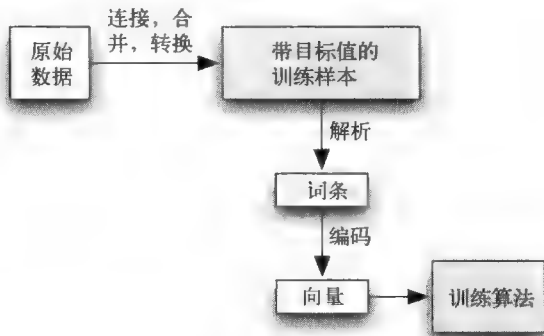 连接，合
并，转换
原始
数据
带目标值的
训练样本
解析
词条
编码
向量
训练算法